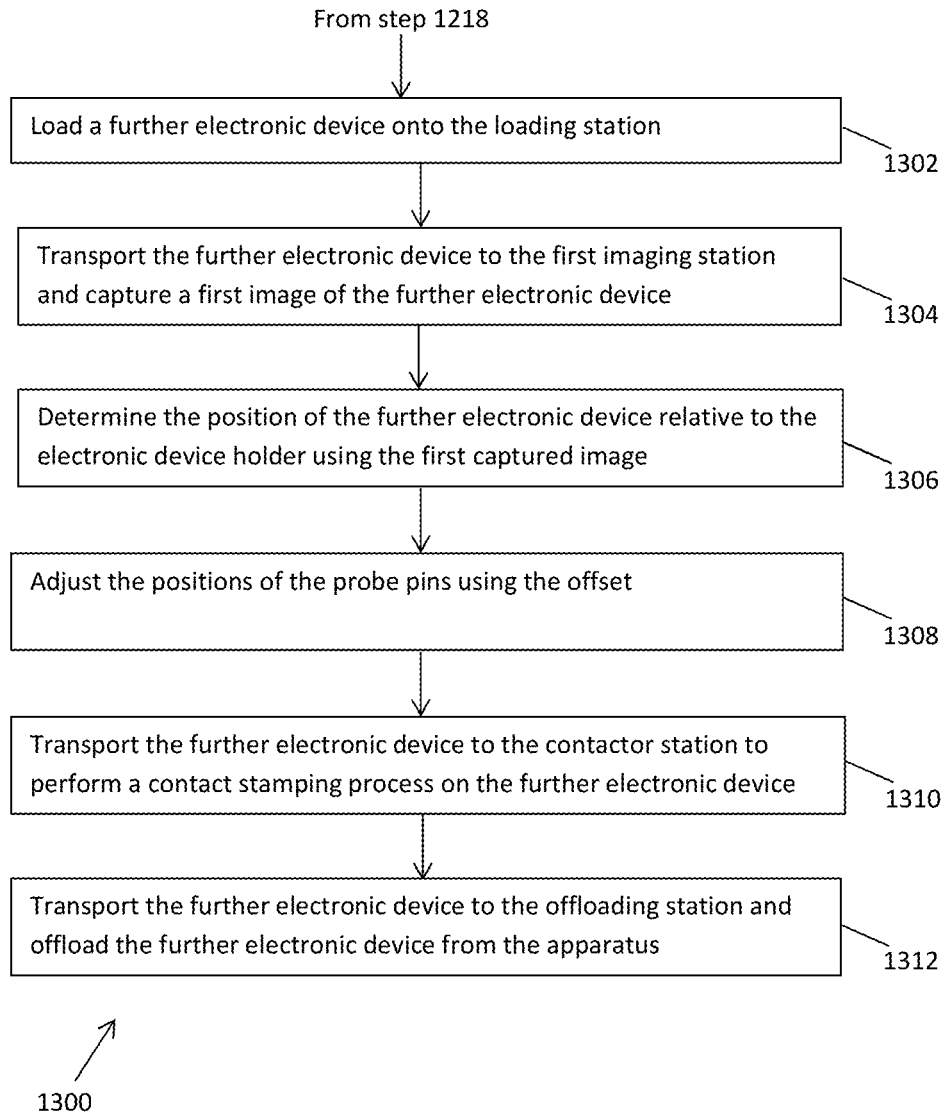 From step 1218
Load a further electronic device onto the loading station
1302
Transport the further electronic device to the first imaging station
and capture a first image of the further electronic device
1304
Determine the position of the further electronic device relative to the
electronic device holder using the first captured image
1306
Adjust the positions of the probe pins using the offset
1308
Transport the further electronic device to the contactor station to
perform a contact stamping process on the further electronic device
1310
Transport the further electronic device to the offloading station and
offload the further electronic device from the apparatus
1312
1300